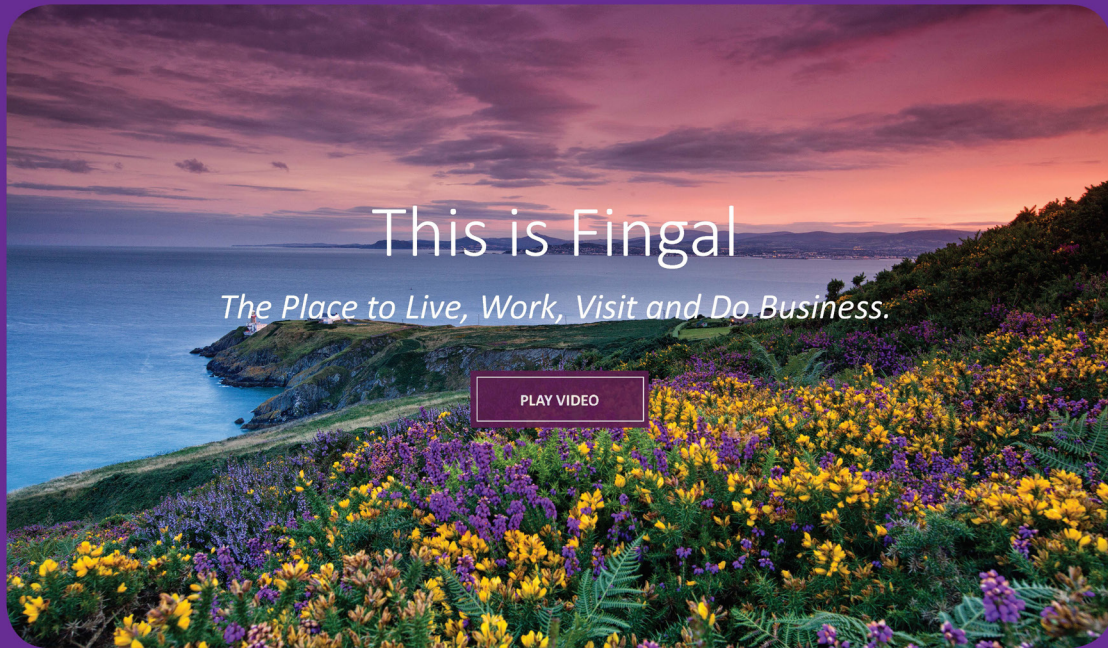 This is Fingal
The Place to Live, Work, Visit and Do Business.
PLAY VIDEO